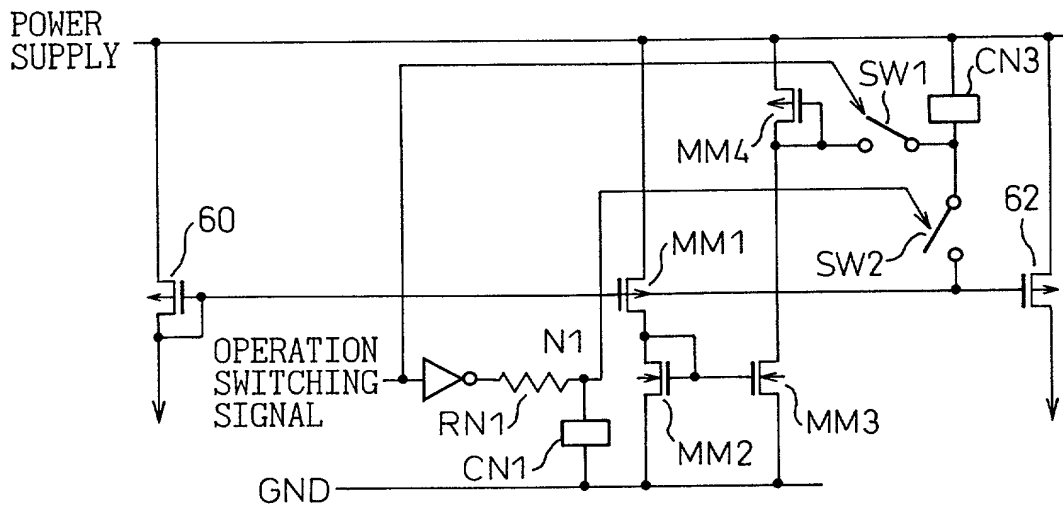 POWER
SUPPLY
SW1
CN3
MM4
60
62
MM1
SW2
N1
OPERATION
SWITCHING
SIGNAL
RN1
MM3
MM2
CN1
GND